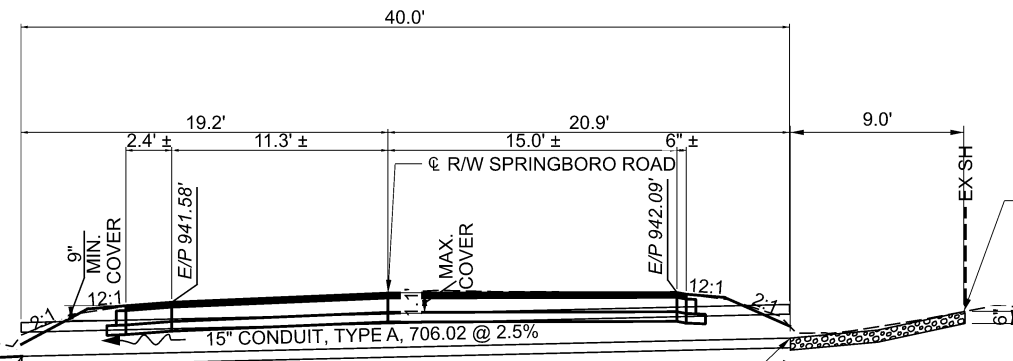 40.0'
19.2'
20.9'
9.0'
2.4' ±
11.3' ±
15.0' ±
6" ±
℄ R/W SPRINGBORO ROAD
EX SH
E/P 941.58'
E/P 942.09'
9"
MIN.
COVER
MAX.
COVER
1.1'
2:1
12:1
12:1
2:1
6"
15" CONDUIT, TYPE A, 706.02 @ 2.5%